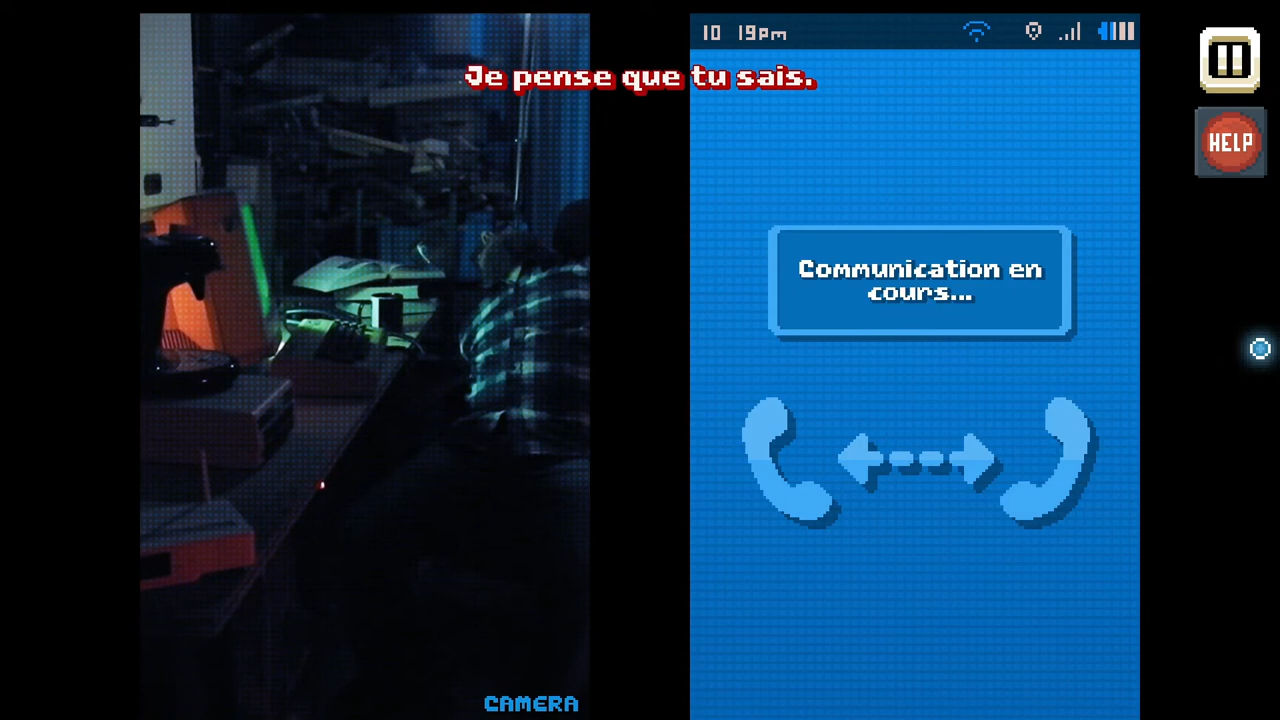 10 19pm
Je pense que tu sais.
HELP
Communication en
cours...
CAMERA